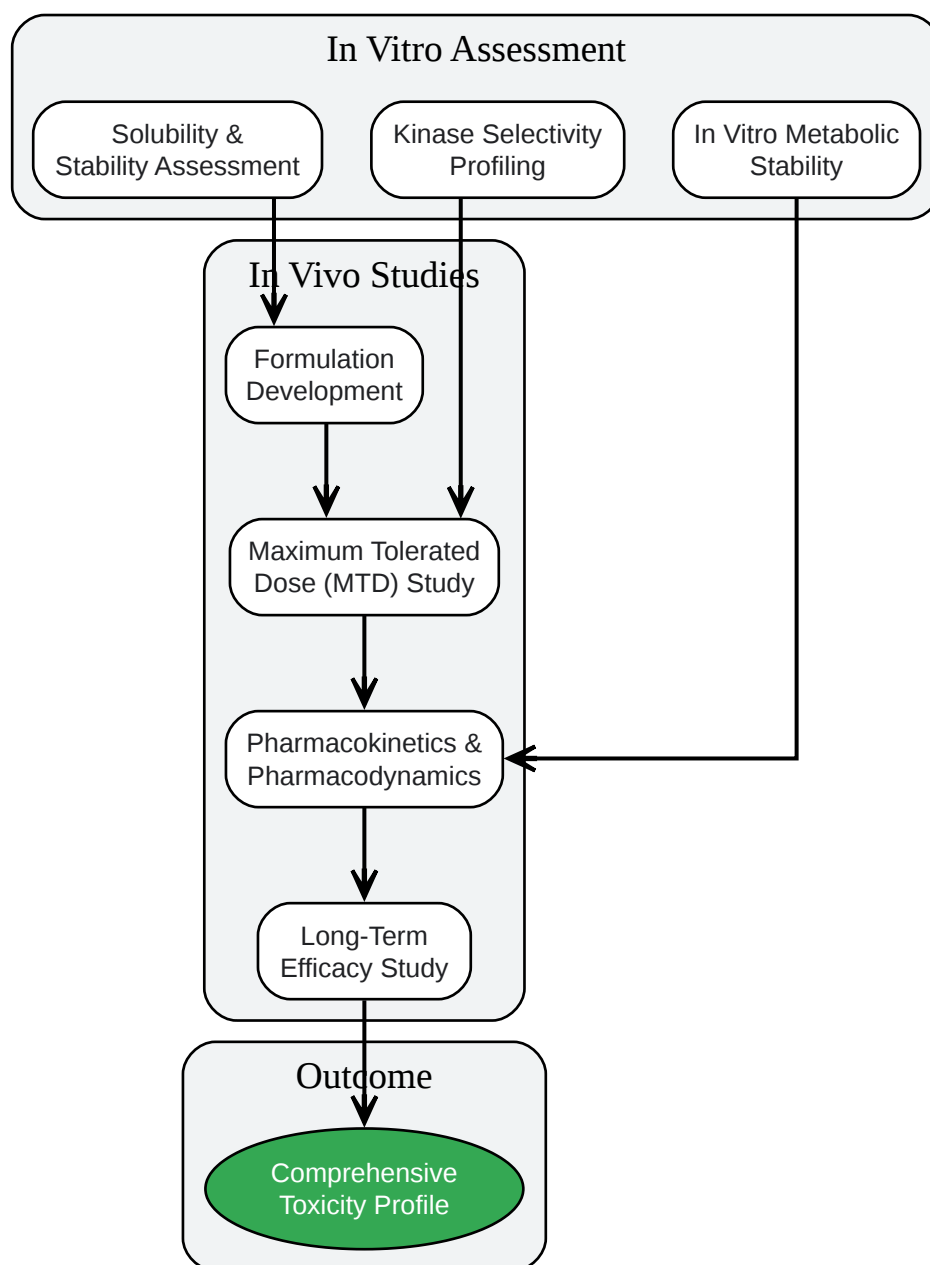 In Vitro Assessment
Solubility &
Stability Assessment
Kinase Selectivity
Profiling
In Vitro Metabolic
Stability
In Vivo Studies
Formulation
Development
Maximum Tolerated
Dose (MTD) Study
Pharmacokinetics &
Pharmacodynamics
Long-Term
Efficacy Study
Outcome
Comprehensive
Toxicity Profile